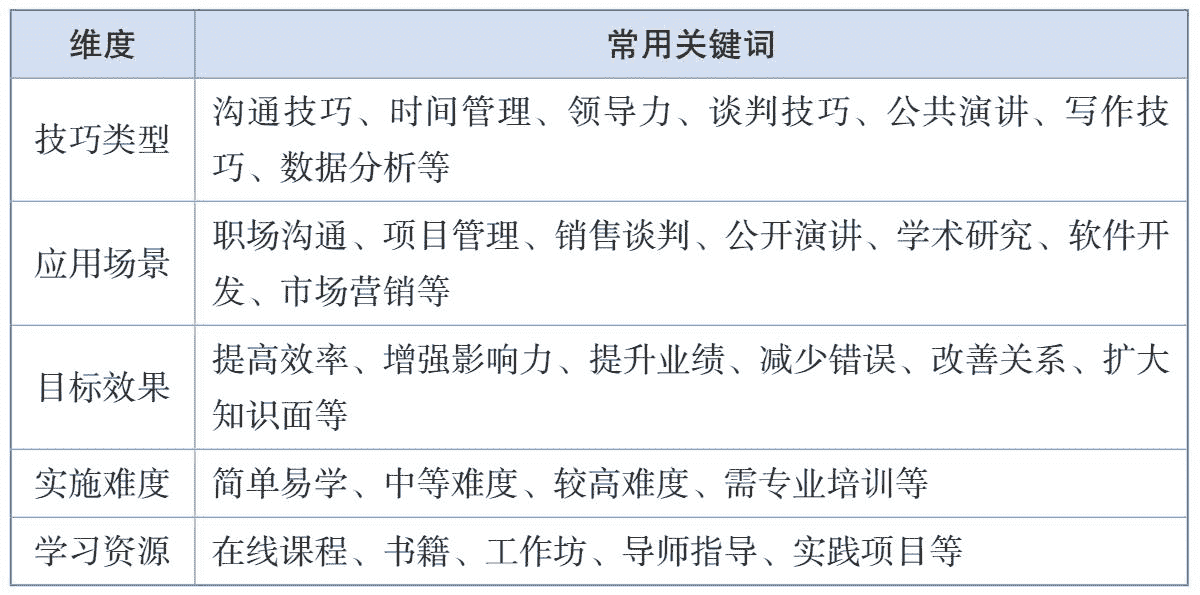 维度 常用关键词
技巧类型
沟通技巧、时间管理、领导力、谈判技巧、公共演讲、写作技
巧、数据分析等
应用场景
职场沟通、项目管理、销售谈判、公开演讲、学术研究、软件开
发、市场营销等
目标效果
提高效率、增强影响力、提升业绩、减少错误、改善关系、扩大
知识面等
实施难度 简单易学、中等难度、较高难度、需专业培训等
学习资源 在线课程、书籍、工作坊、导师指导、实践项目等